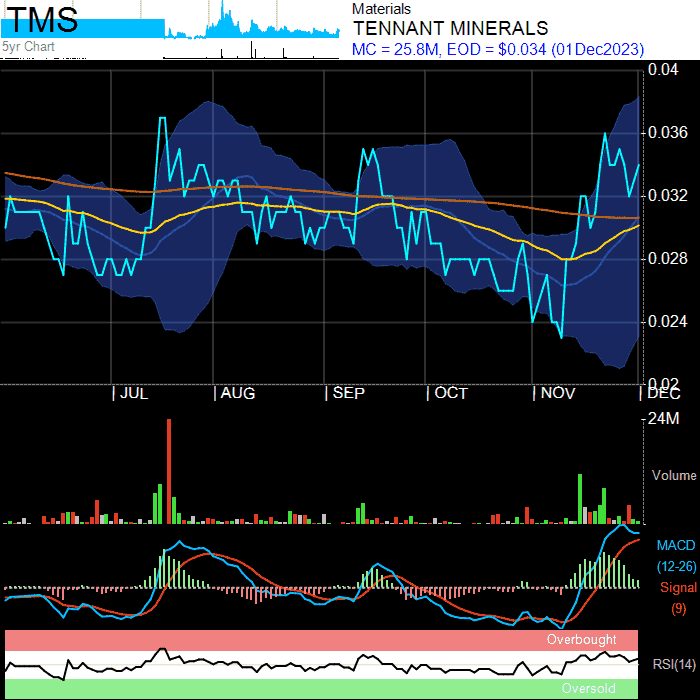 TMS
5yr Chart
Materials
TENNANT MINERALS
MC = 25.8M, EOD = $0.034 (01Dec2023)
0.04
0.036
0.032
0.028
0.024
0.02
JUL
AUG
SEP
OCT
NOV
DEC
24M
Volume
MACD
(12-26)
Signal
(9)
Overbought
RSI(14)
Oversold